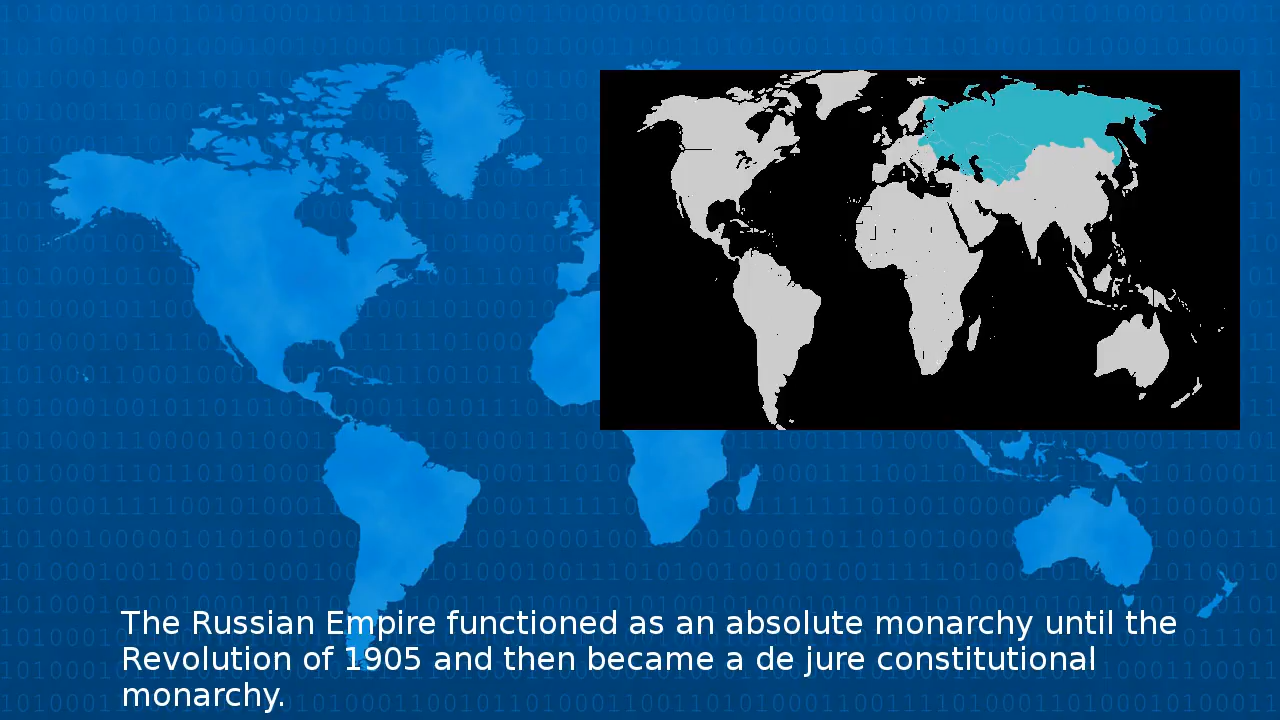 The Russian Empire functioned as an absolute monarchy until the
Revolution of 1905 and then became a de jure constitutional
monarchy.